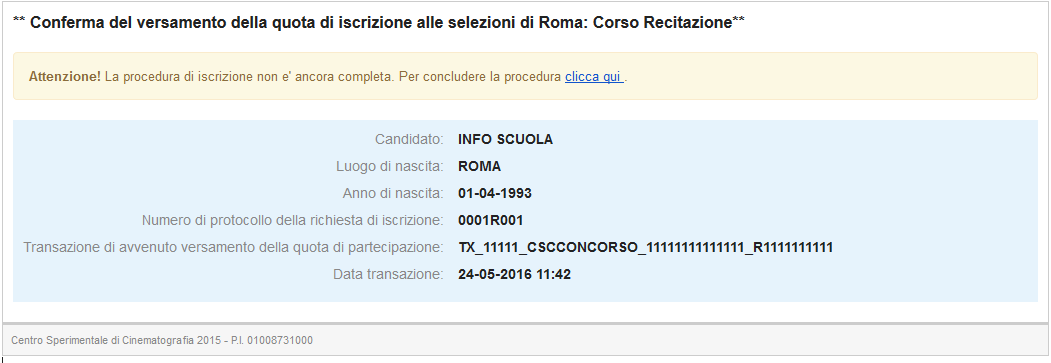 ** Conferma del versamento della quota di iscrizione alle selezioni di Roma: Corso Recitazione**
Attenzione! La procedura di iscrizione non e' ancora completa. Per concludere la procedura clicca qui .
Candidato: INFO SCUOLA
Luogo di nascita: ROMA
Anno di nascita: 01-04-1993
Numero di protocollo della richiesta di iscrizione: 0001R001
Transazione di avvenuto versamento della quota di partecipazione: TX_11111_CSCCONCORSO_11111111111111_R1111111111
Data transazione: 24-05-2016 11:42
Centro Sperimentale di Cinematografia 2015 - P.I. 01008731000